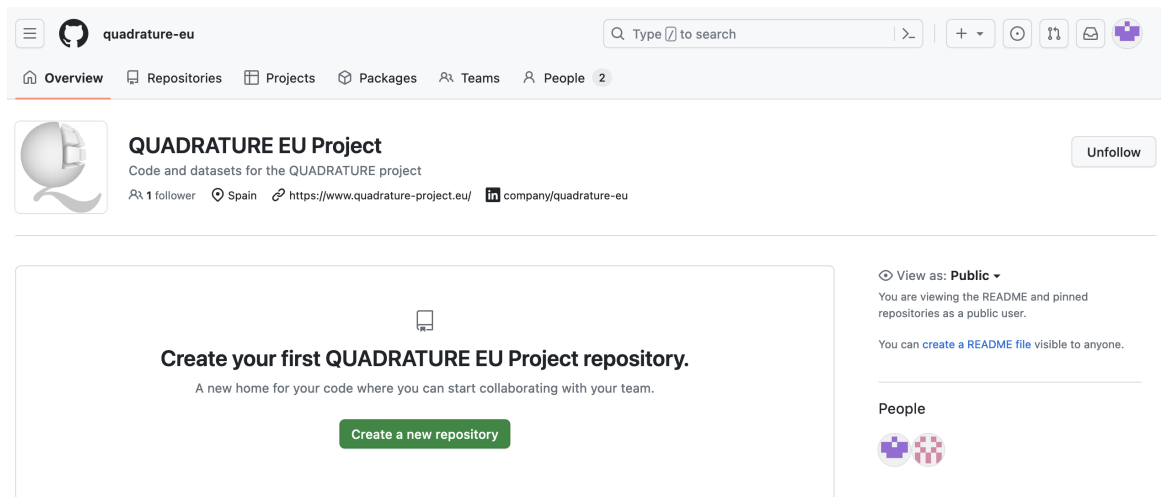 quadrature-eu
Type / to search
Overview Repositories Projects Packages Teams People 2
QUADRATURE EU Project
Unfollow
Code and datasets for the QUADRATURE project
1 follower Spain https://www.quadrature-project.eu/ in company/quadrature-eu
View as: Public
You are viewing the README and pinned
repositories as a public user.
You can create a README file visible to anyone.
Create your first QUADRATURE EU Project repository.
A new home for your code where you can start collaborating with your team.
Create a new repository
People